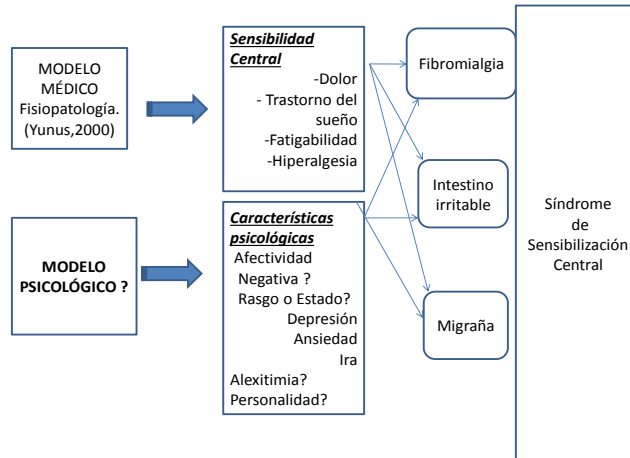 MODELO
MÉDICO
Fisiopatología.
(Yunus,2000)
Sensibilidad
Central
-Dolor
- Trastorno del
sueño
-Fatigabilidad
-Hiperalgesia
Fibromialgia
Intestino
irritable
Migraña
Síndrome
de
Sensibilización
Central
MODELO
PSICOLÓGICO ?
Características
psicológicas
Afectividad
Negativa ?
Rasgo o Estado?
Depresión
Ansiedad
Ira
Alexitimia?
Personalidad?